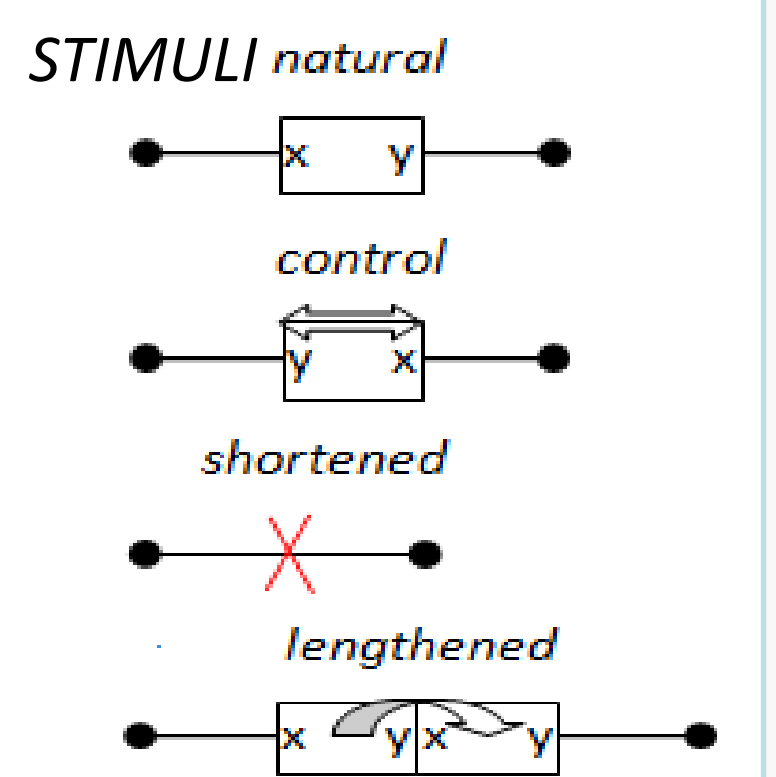 STIMULI natural
x y
control
y x
shortened
lengthened
x y x y